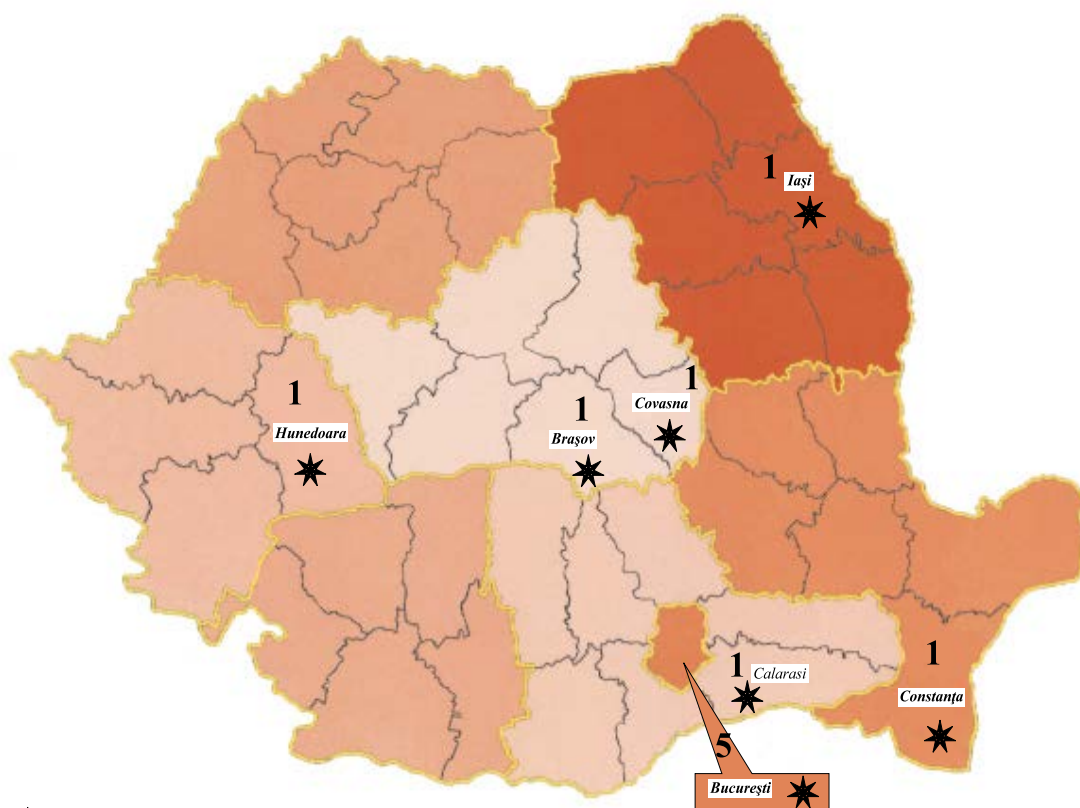 1
Iaşi
1
Hunedoara
1
Braşov
1
Covasna
1
Calarasi
1
Constanţa
5
Bucureşti